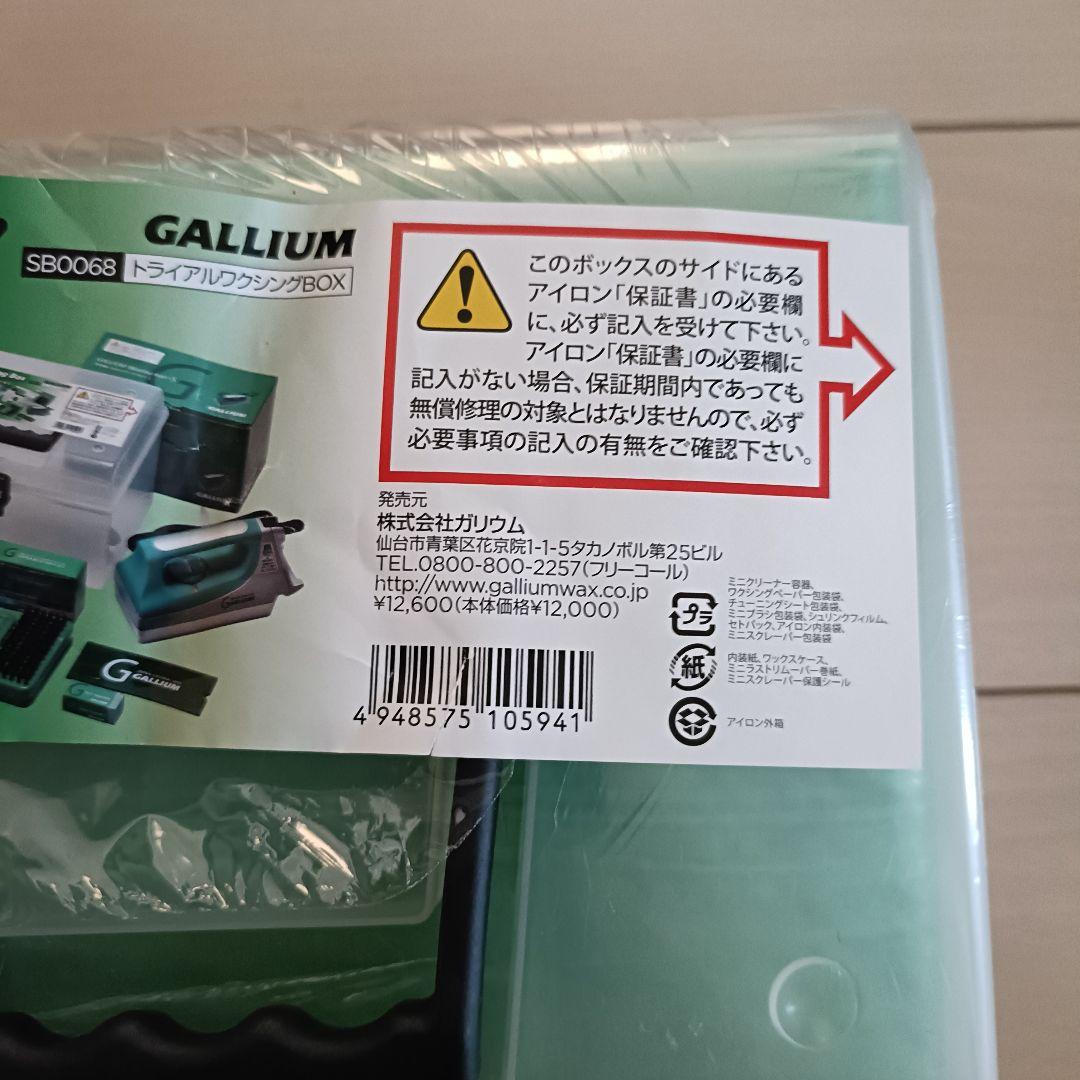 GALLIUM
SB0068 トライアルワクシングBOX
このボックスのサイドにある
アイロン「保証書」の必要欄
に、必ず記入を受けて下さい。
アイロン「保証書」の必要欄に
記入がない場合、保証期間内であっても
無償修理の対象とはなりませんので、必ず
必要事項の記入の有無をご確認下さい。
発売元
株式会社ガリウム
仙台市青葉区花京院1-1-5タカノボル第25ビル
TEL.0800-800-2257(フリーコール)
http://www.galliumwax.co.jp
¥12,600(本体価格¥12,000)
4 948575 105941
プラ
ミニクリーナー容器、
ワクシングペーパー包装袋、
チューニングシート包装袋、
ミニブラシ包装袋、シュリンクフィルム、
セトパック、アイロン内装袋、
ミニスクレーパー包装袋
紙
内装紙、ワックスケース、
ミニラストリムーバー巻紙、
ミニスクレーパー保護シール
アイロン外箱
G
GALLIUM
GALLIUM
G
GALLIUM